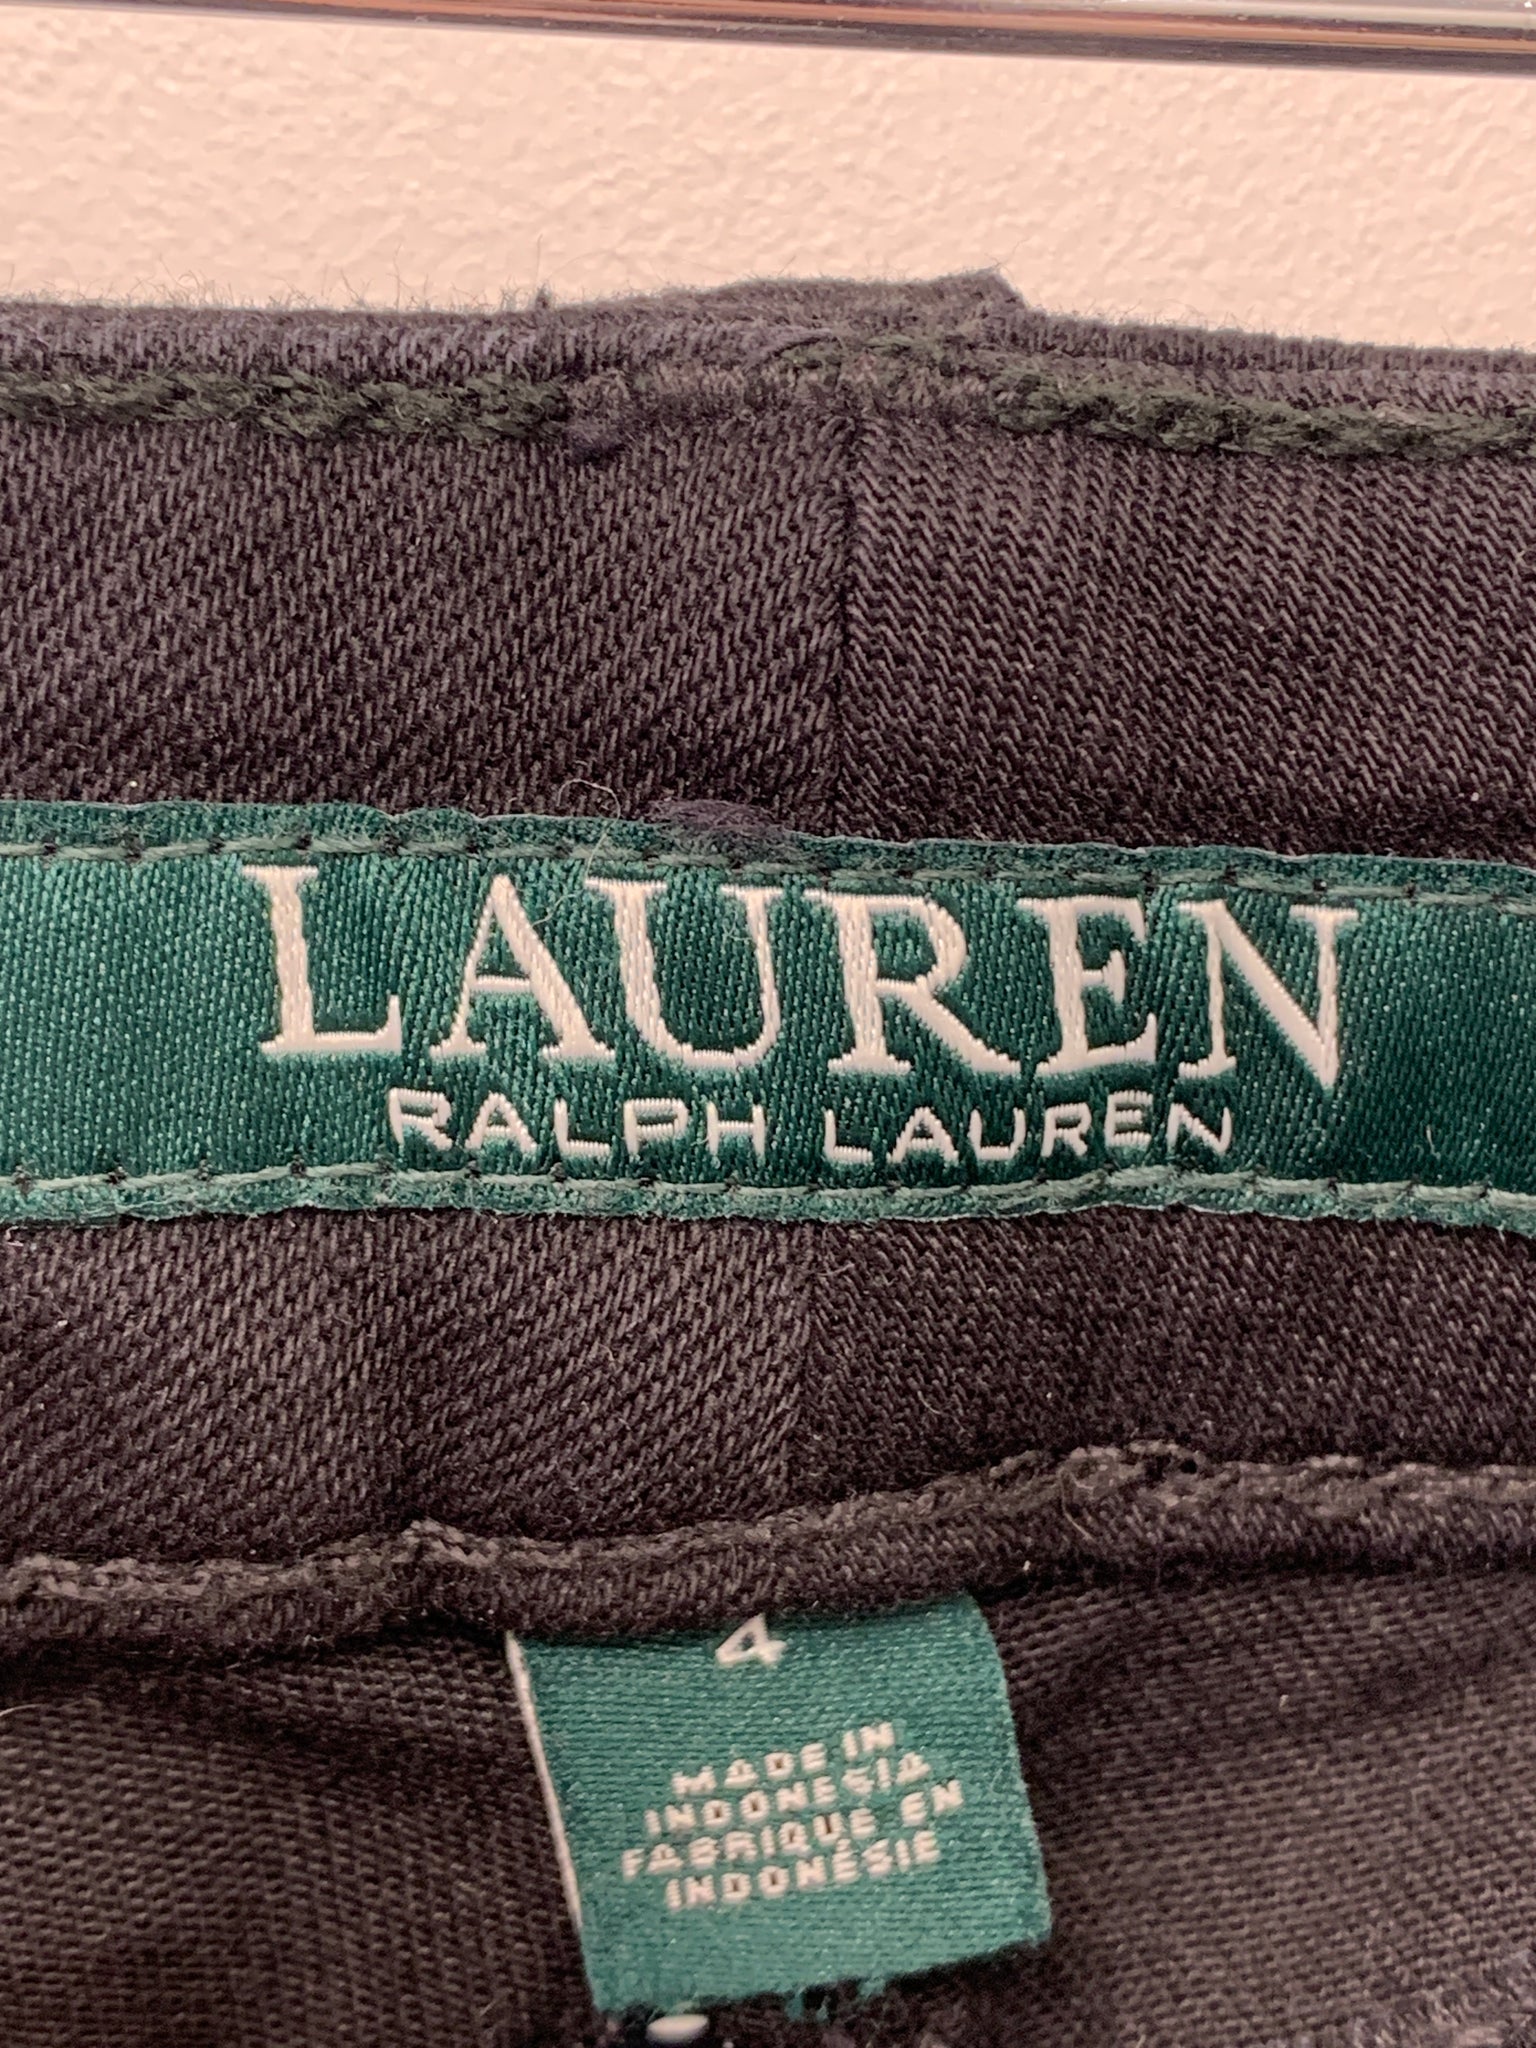 LAUREN
RALPH LAUREN
4
MADE IN
INDONESIA
FABRIQUE EN
INDONÉSIE